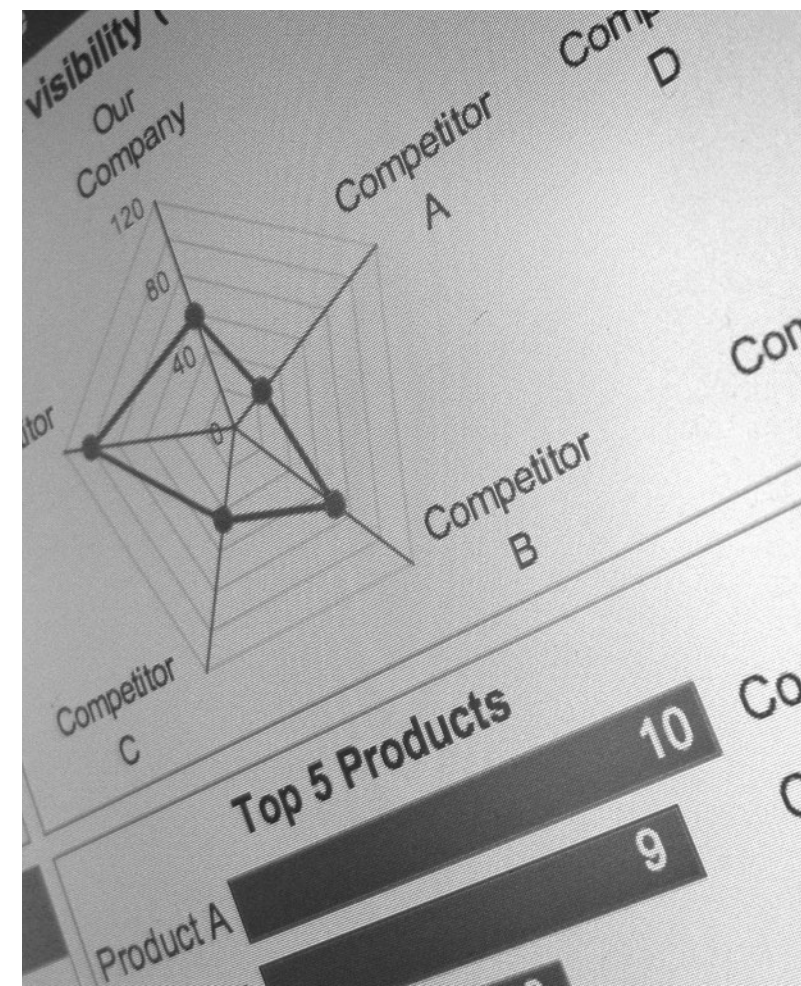 visibility (
Our
Company
Competitor
A
D
120
80
40
0
Competitor
B
Competitor
C
Top 5 Products
10
Product A
9